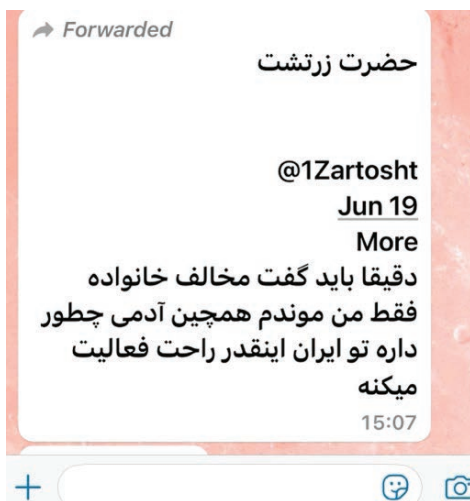 Forwarded
حضرت زرتشت
@1Zartosht
Jun 19
More
دقیقا باید گفت مخالف خانواده
فقط من موندم همچین آدمی چطور
داره تو ایران اینقدر راحت فعالیت
میکنه
15:07